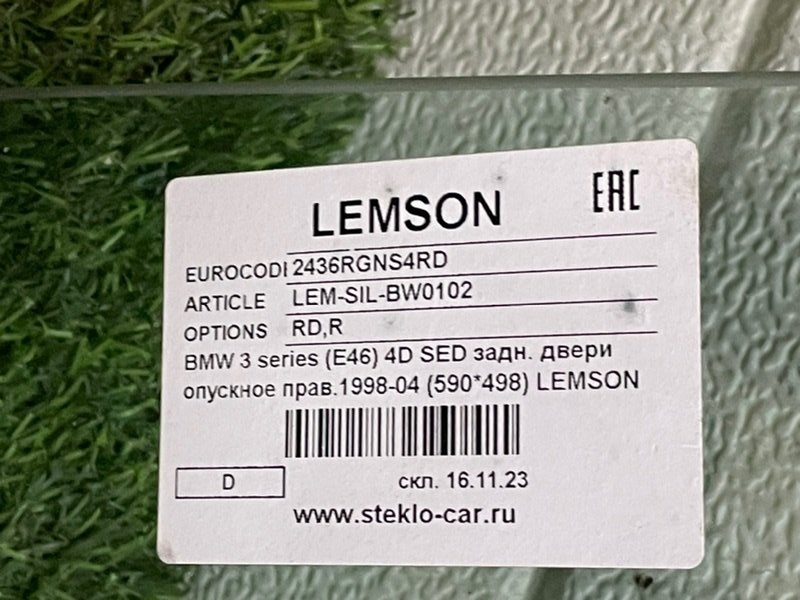 LEMSON
EAC
EUROCODI 2436RGNS4RD
ARTICLE LEM-SIL-BW0102
OPTIONS RD,R
BMW 3 series (E46) 4D SED задн. двери
опускное прав.1998-04 (590*498) LEMSON
D
скл. 16.11.23
www.steklo-car.ru